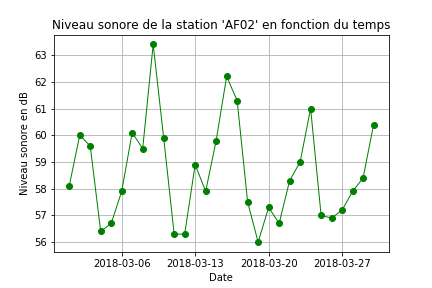 Niveau sonore de la station 'AF02' en fonction du temps
Niveau sonore en dB
63
62
61
60
59
58
57
56
2018-03-06 2018-03-13 2018-03-20 2018-03-27
Date